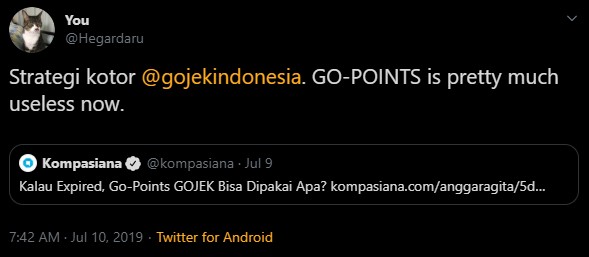 You
@Hegardaru
Strategi kotor @gojekindonesia. GO-POINTS is pretty much
useless now.
Kompasiana @kompasiana · Jul 9
Kalau Expired, Go-Points GOJEK Bisa Dipakai Apa? kompasiana.com/anggaragita/5d...
7:42 AM · Jul 10, 2019 · Twitter for Android